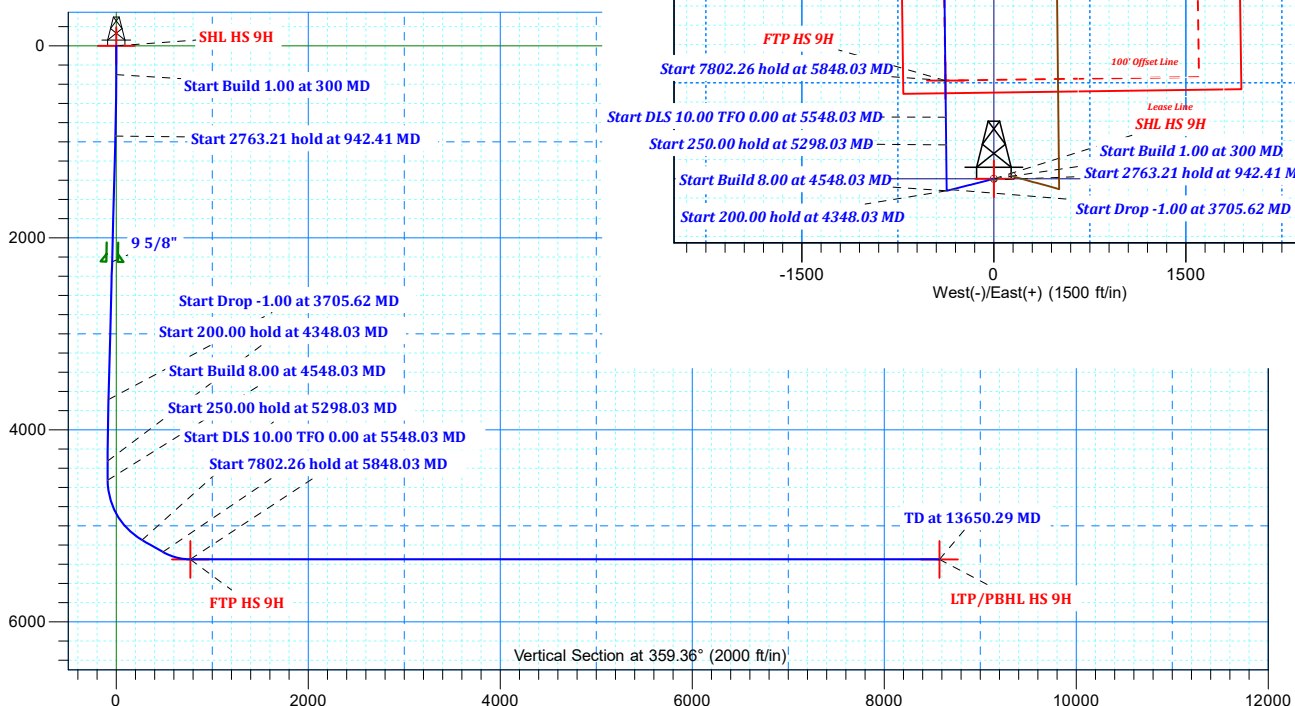 0
2000
4000
6000
SHL HS 9H
Start Build 1.00 at 300 MD
Start 2763.21 hold at 942.41 MD
9 5/8"
Start Drop -1.00 at 3705.62 MD
Start 200.00 hold at 4348.03 MD
Start Build 8.00 at 4548.03 MD
Start 250.00 hold at 5298.03 MD
Start DLS 10.00 TFO 0.00 at 5548.03 MD
Start 7802.26 hold at 5848.03 MD
TD at 13650.29 MD
FTP HS 9H
LTP/PBHL HS 9H
Vertical Section at 359.36° (2000 ft/in)
0
2000
4000
6000
8000
10000
12000
FTP HS 9H
100' Offset Line
Start 7802.26 hold at 5848.03 MD
Lease Line
Start DLS 10.00 TFO 0.00 at 5548.03 MD
SHL HS 9H
Start 250.00 hold at 5298.03 MD
Start Build 1.00 at 300 MD
Start 2763.21 hold at 942.41 M
Start Build 8.00 at 4548.03 MD
Start Drop -1.00 at 3705.62 MD
Start 200.00 hold at 4348.03 MD
-1500
0
1500
West(-)/East(+) (1500 ft/in)